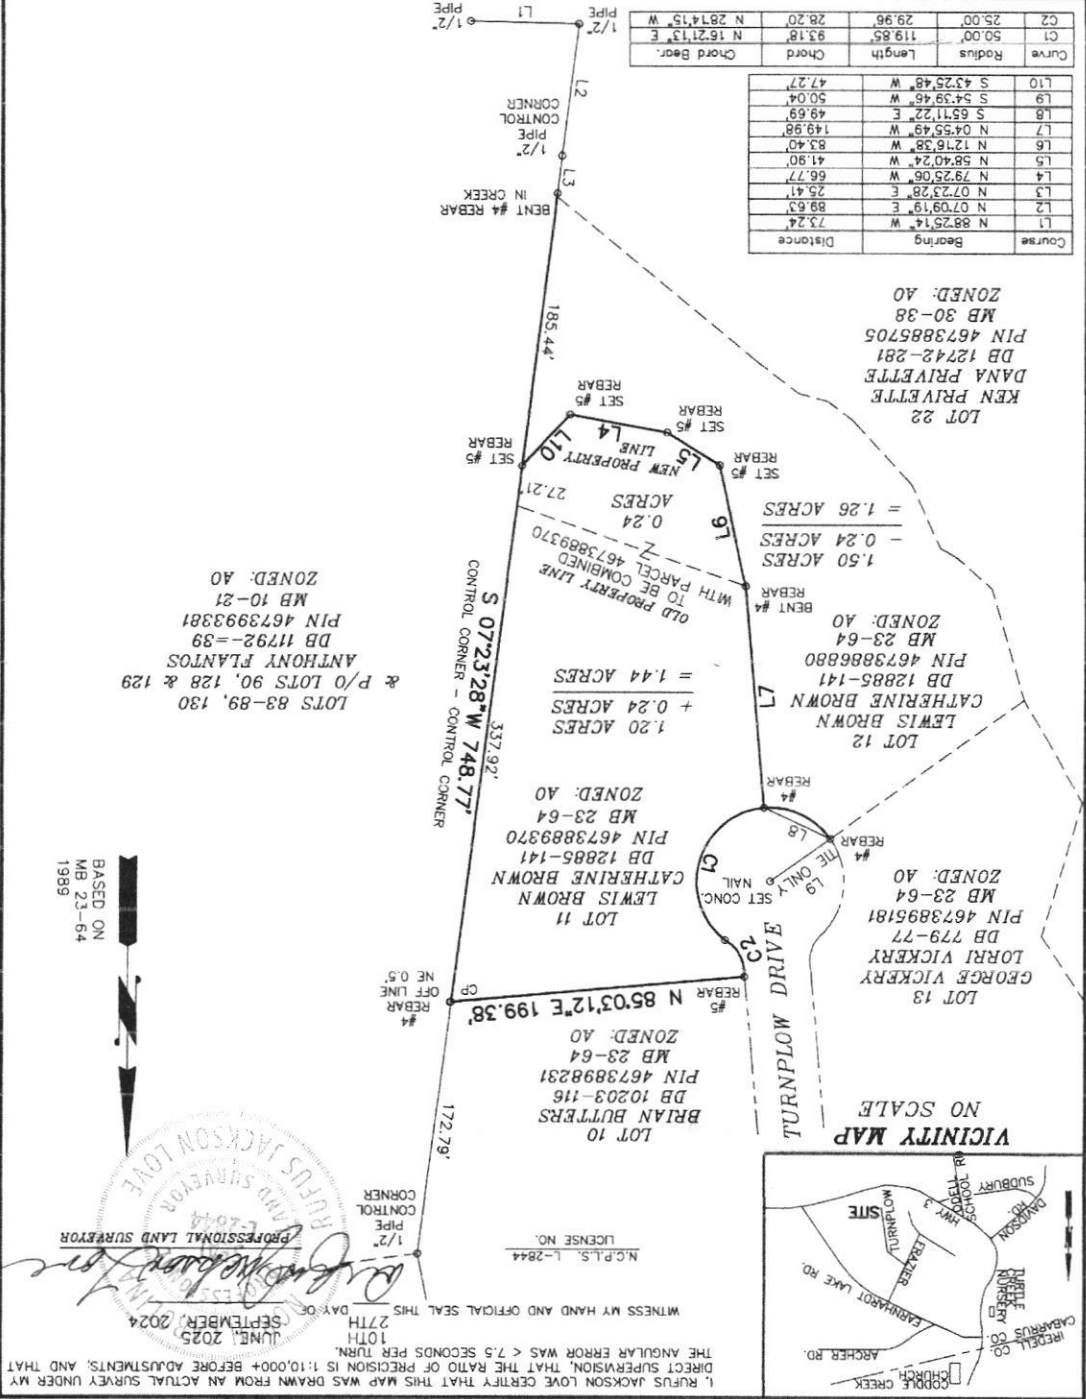 I, RUFUS JACKSON LOVE CERTIFY THAT THIS MAP WAS DRAWN FROM AN ACTUAL SURVEY UNDER MY
DIRECT SUPERVISION, THAT THE RATIO OF PRECISION IS 1:10,000+ BEFORE ADJUSTMENTS, AND THAT
THE ANGULAR ERROR WAS < 7.5 SECONDS PER TURN.
10TH JUNE, 2025
WITNESS MY HAND AND OFFICIAL SEAL THIS 27TH DAY OF SEPTEMBER, 2024
PROFESSIONAL LAND SURVEYOR
N.C.P.L.S. L-2844
LICENSE NO.
RUFUS JACKSON LOVE
LAND SURVEYOR
L-2844
CODDLE CREEK
CHURCH
IREDELL CO.
CABARRUS CO.
ARCHER RD.
TURTLE
CREEK
NURSERY
EARNHARDT LAKE RD.
FRAZIER
TURNPLOW
SITE
DAVIDSON
RD.
HWY 3
SUDBURY
ODELL
SCHOOL RD
VICINITY MAP
NO SCALE
1/2"
PIPE
CONTROL
CORNER
172.79'
LOT 10
BRIAN BUTTERS
DB 10203-116
PIN 4673898231
MB 23-64
ZONED: AO
TURNPLOW DRIVE
#5
REBAR
N 85°03'12"E 199.38'
CP
#4
REBAR
OFF LINE
NE 0.5'
BASED ON
MB 23-64
1989
LOT 13
GEORGE VICKERY
LORRI VICKERY
DB 779-77
PIN 4673895181
MB 23-64
ZONED: AO
C2
C1
SET CONC.
NAIL
L9
TIE ONLY
#4
REBAR
L8
#4
REBAR
LOT 11
LEWIS BROWN
CATHERINE BROWN
DB 12885-141
PIN 4673889370
MB 23-64
ZONED: AO
1.20 ACRES
+ 0.24 ACRES
= 1.44 ACRES
337.92'
S 07°23'28"W 748.77'
CONTROL CORNER - CONTROL CORNER
LOTS 83-89, 130
& P/O LOTS 90, 128 & 129
ANTHONY FLANTOS
DB 11792-=39
PIN 4673993381
MB 10-21
ZONED: AO
LOT 12
LEWIS BROWN
CATHERINE BROWN
DB 12885-141
PIN 4673886880
MB 23-64
ZONED: AO
1.50 ACRES
- 0.24 ACRES
= 1.26 ACRES
L7
BENT #4
REBAR
OLD PROPERTY LINE
TO BE COMBINED
WITH PARCEL 4673889370
Z
27.21'
0.24
ACRES
L6
NEW PROPERTY
LINE
SET #5
REBAR
L5
SET #5
REBAR
L4
SET #5
REBAR
L10
SET #5
REBAR
185.44'
LOT 22
KEN PRIVETTE
DANA PRIVETTE
DB 12742-281
PIN 4673885705
MB 30-38
ZONED: AO
BENT #4 REBAR
IN CREEK
L3
1/2"
PIPE
CONTROL
CORNER
L2
1/2"
PIPE
L1
1/2"
PIPE
Course Bearing Distance
L1 N 88°25'14" W 73.24'
L2 N 07°09'19" E 89.63'
L3 N 07°23'28" E 25.41'
L4 N 79°25'06" W 66.77'
L5 N 58°40'24" W 41.90'
L6 N 12°16'38" W 83.40'
L7 N 04°55'49" W 149.98'
L8 S 65°11'22" E 49.69'
L9 S 54°39'46" W 50.04'
L10 S 43°25'48" W 47.27'
Curve Radius Length Chord Chord Bear.
C1 50.00' 119.85' 93.18' N 16°21'13" E
C2 25.00' 29.96' 28.20' N 28°14'15" W